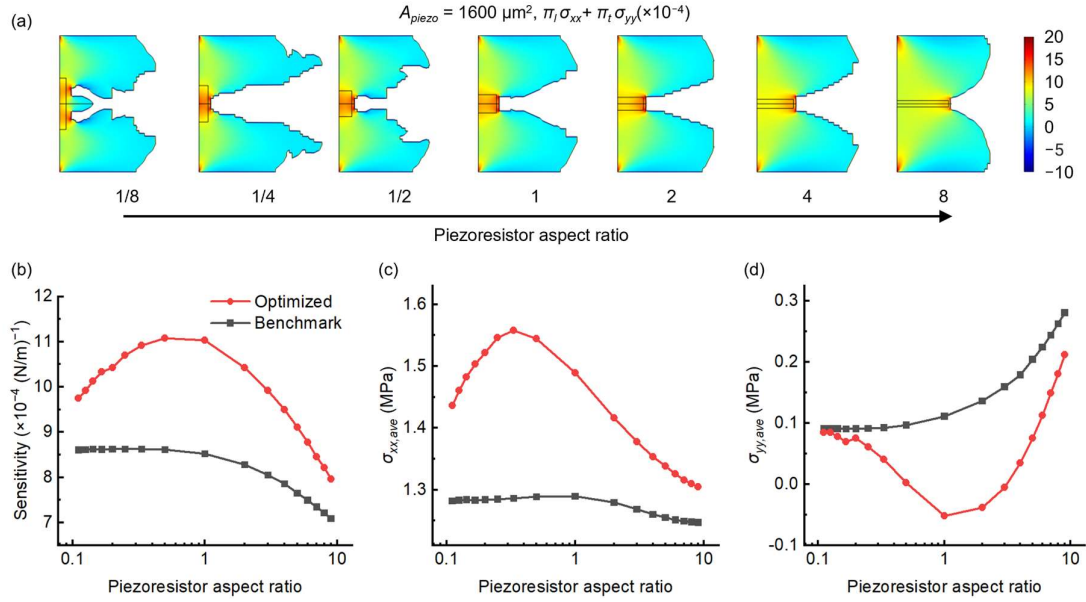 (a)
A_piezo = 1600 µm², π_l σ_xx + π_t σ_yy(×10⁻⁴)
20
15
10
5
0
−5
−10
1/8 1/4 1/2 1 2 4 8
Piezoresistor aspect ratio
(b)
Sensitivity (×10⁻⁴ (N/m)⁻¹)
12
11
10
9
8
7
Optimized
Benchmark
0.1 1 10
Piezoresistor aspect ratio
(c)
σ_xx,ave (MPa)
1.6
1.5
1.4
1.3
0.1 1 10
Piezoresistor aspect ratio
(d)
σ_yy,ave (MPa)
0.3
0.2
0.1
0.0
-0.1
0.1 1 10
Piezoresistor aspect ratio